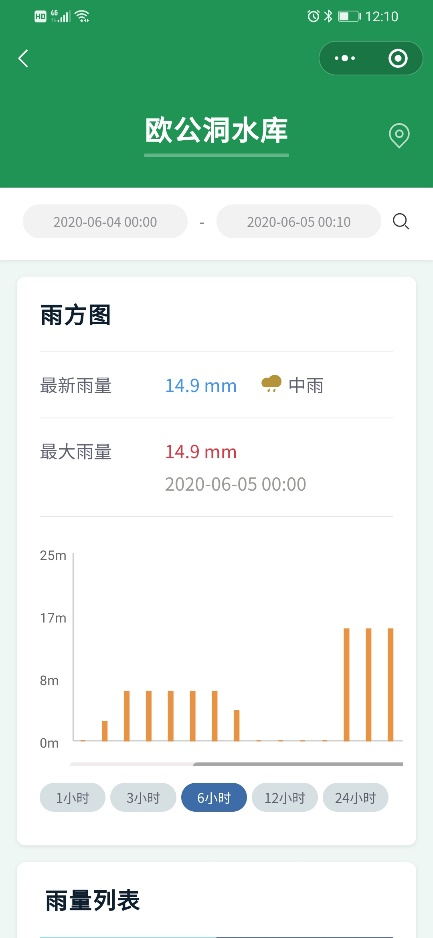 HD 4G 12:10
欧公洞水库
2020-06-04 00:00 - 2020-06-05 00:10
雨方图
最新雨量 14.9 mm 中雨
最大雨量 14.9 mm
2020-06-05 00:00
25m
17m
8m
0m
1小时 3小时 6小时 12小时 24小时
雨量列表